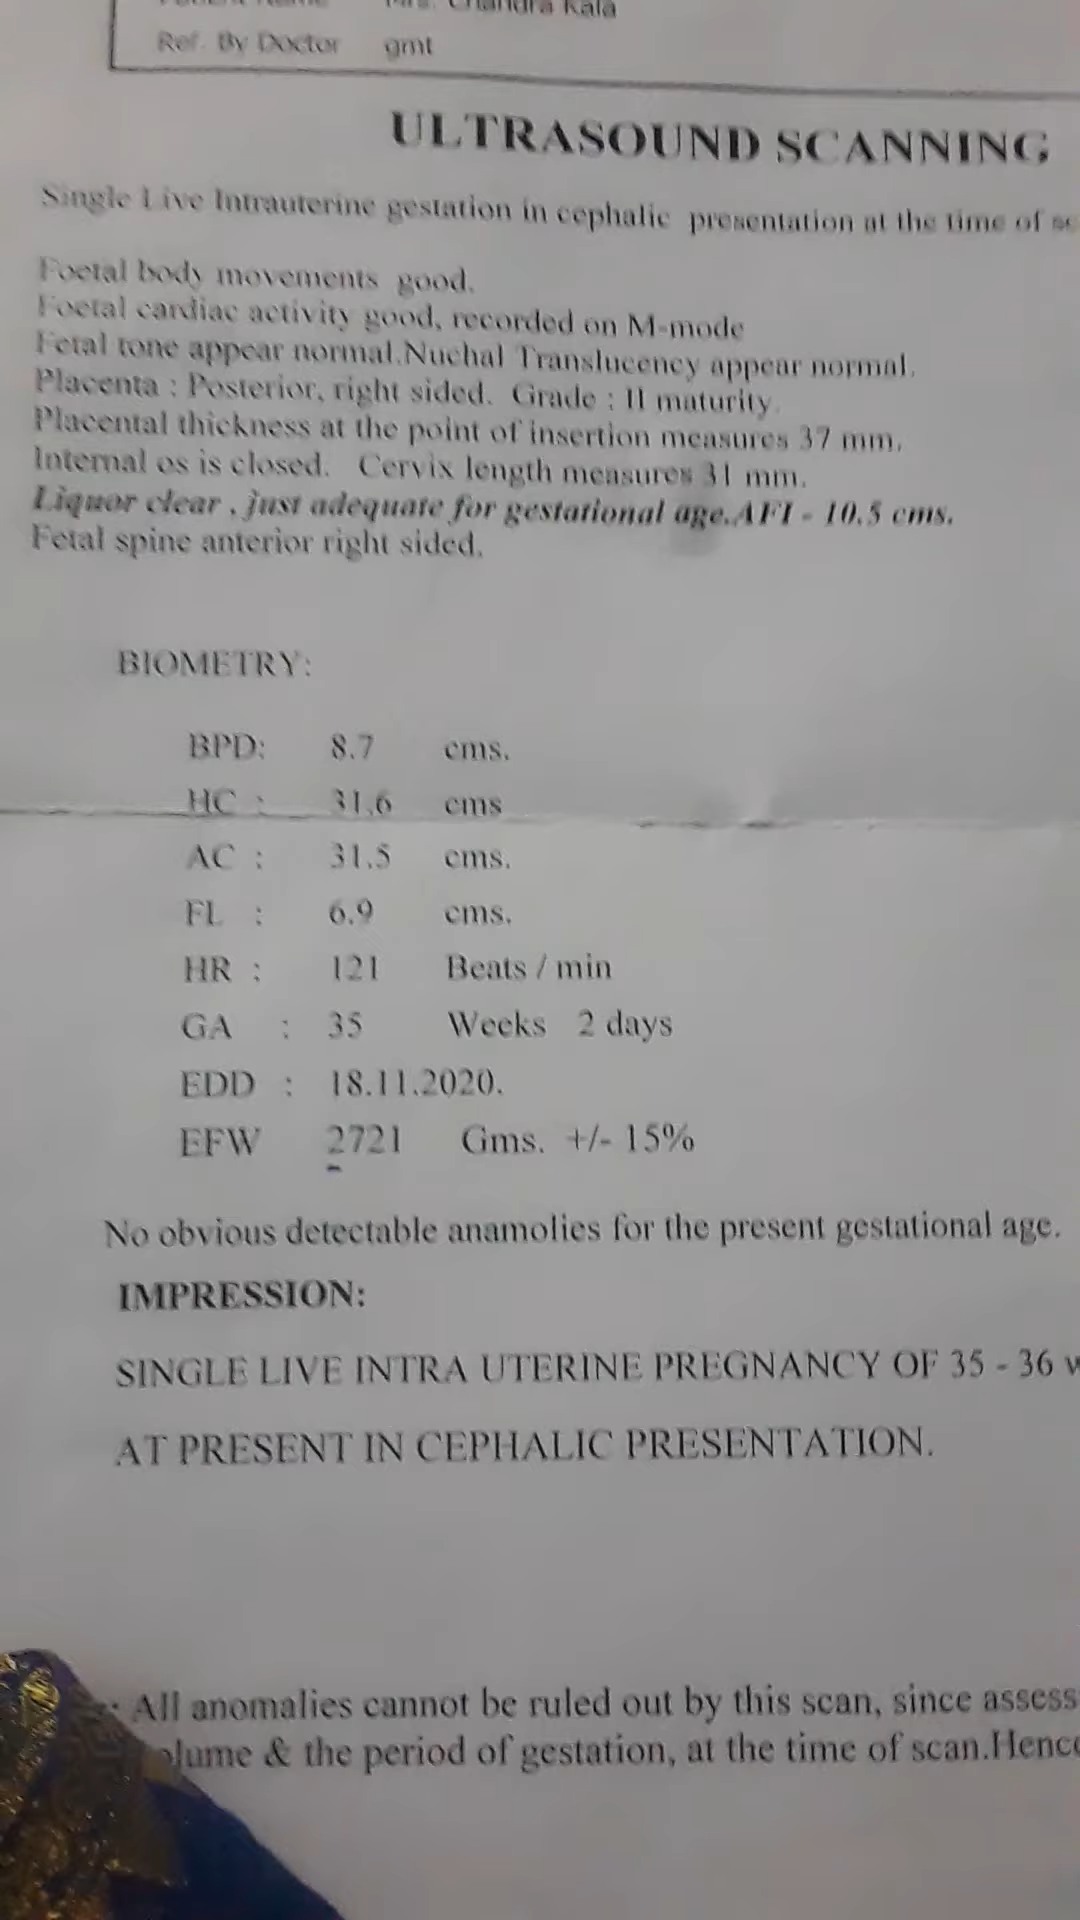 Mrs. Chandra Kala
Ref. By Doctor gmt
ULTRASOUND SCANNING
Single Live Intrauterine gestation in cephalic presentation at the time of
Foetal body movements good.
Foetal cardiac activity good, recorded on M-mode
Fetal tone appear normal.Nuchal Translucency appear normal.
Placenta : Posterior, right sided. Grade : II maturity.
Placental thickness at the point of insertion measures 37 mm.
Internal os is closed. Cervix length measures 31 mm.
Liquor clear , just adequate for gestational age.AFI - 10.5 cms.
Fetal spine anterior right sided.
BIOMETRY:
BPD: 8.7 cms.
HC : 31.6 cms
AC : 31.5 cms.
FL : 6.9 cms.
HR : 121 Beats / min
GA : 35 Weeks 2 days
EDD : 18.11.2020.
EFW 2721 Gms. +/- 15%
No obvious detectable anamolies for the present gestational age.
IMPRESSION:
SINGLE LIVE INTRA UTERINE PREGNANCY OF 35 - 36
AT PRESENT IN CEPHALIC PRESENTATION.
All anomalies cannot be ruled out by this scan, since assess
& the period of gestation, at the time of scan.Hence